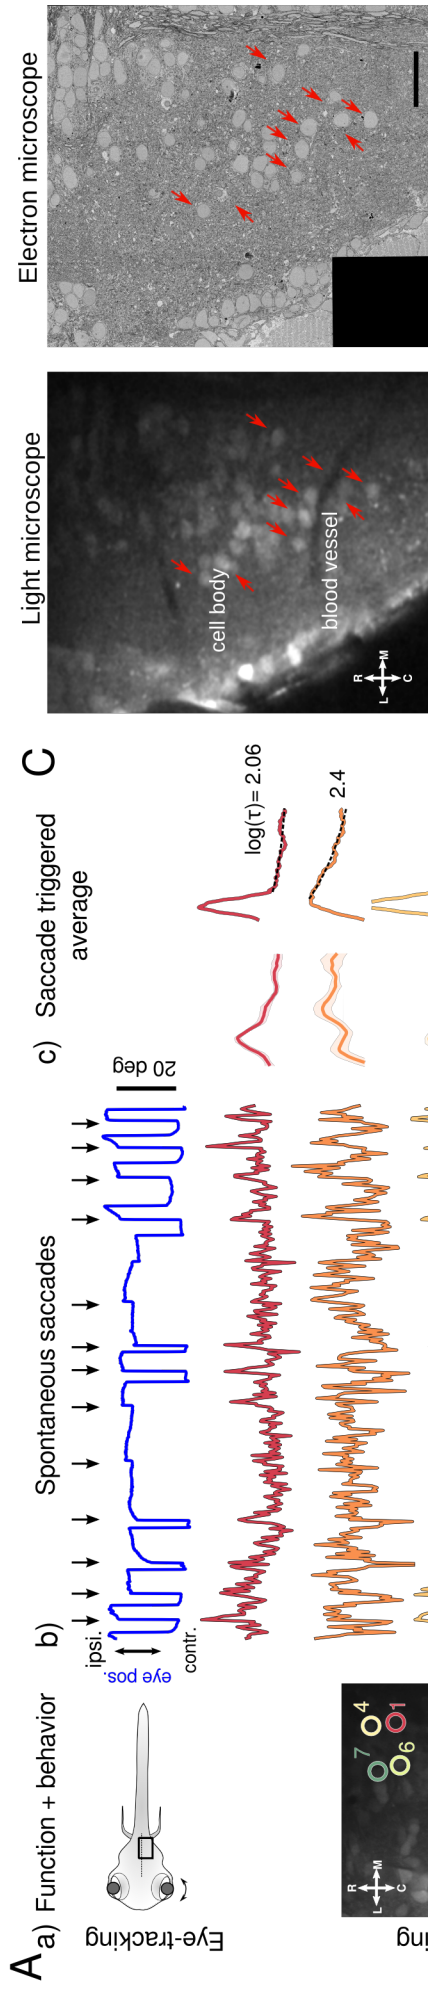 A
a) Function + behavior
Eye-tracking
ing
R
L
M
C
7
4
6
1
b)
Spontaneous saccades
ipsi.
eye pos.
contr.
20 deg
c)
Saccade triggered
average
log(τ)= 2.06
2.4
C
Light microscope
cell body
blood vessel
R
L
M
C
Electron microscope